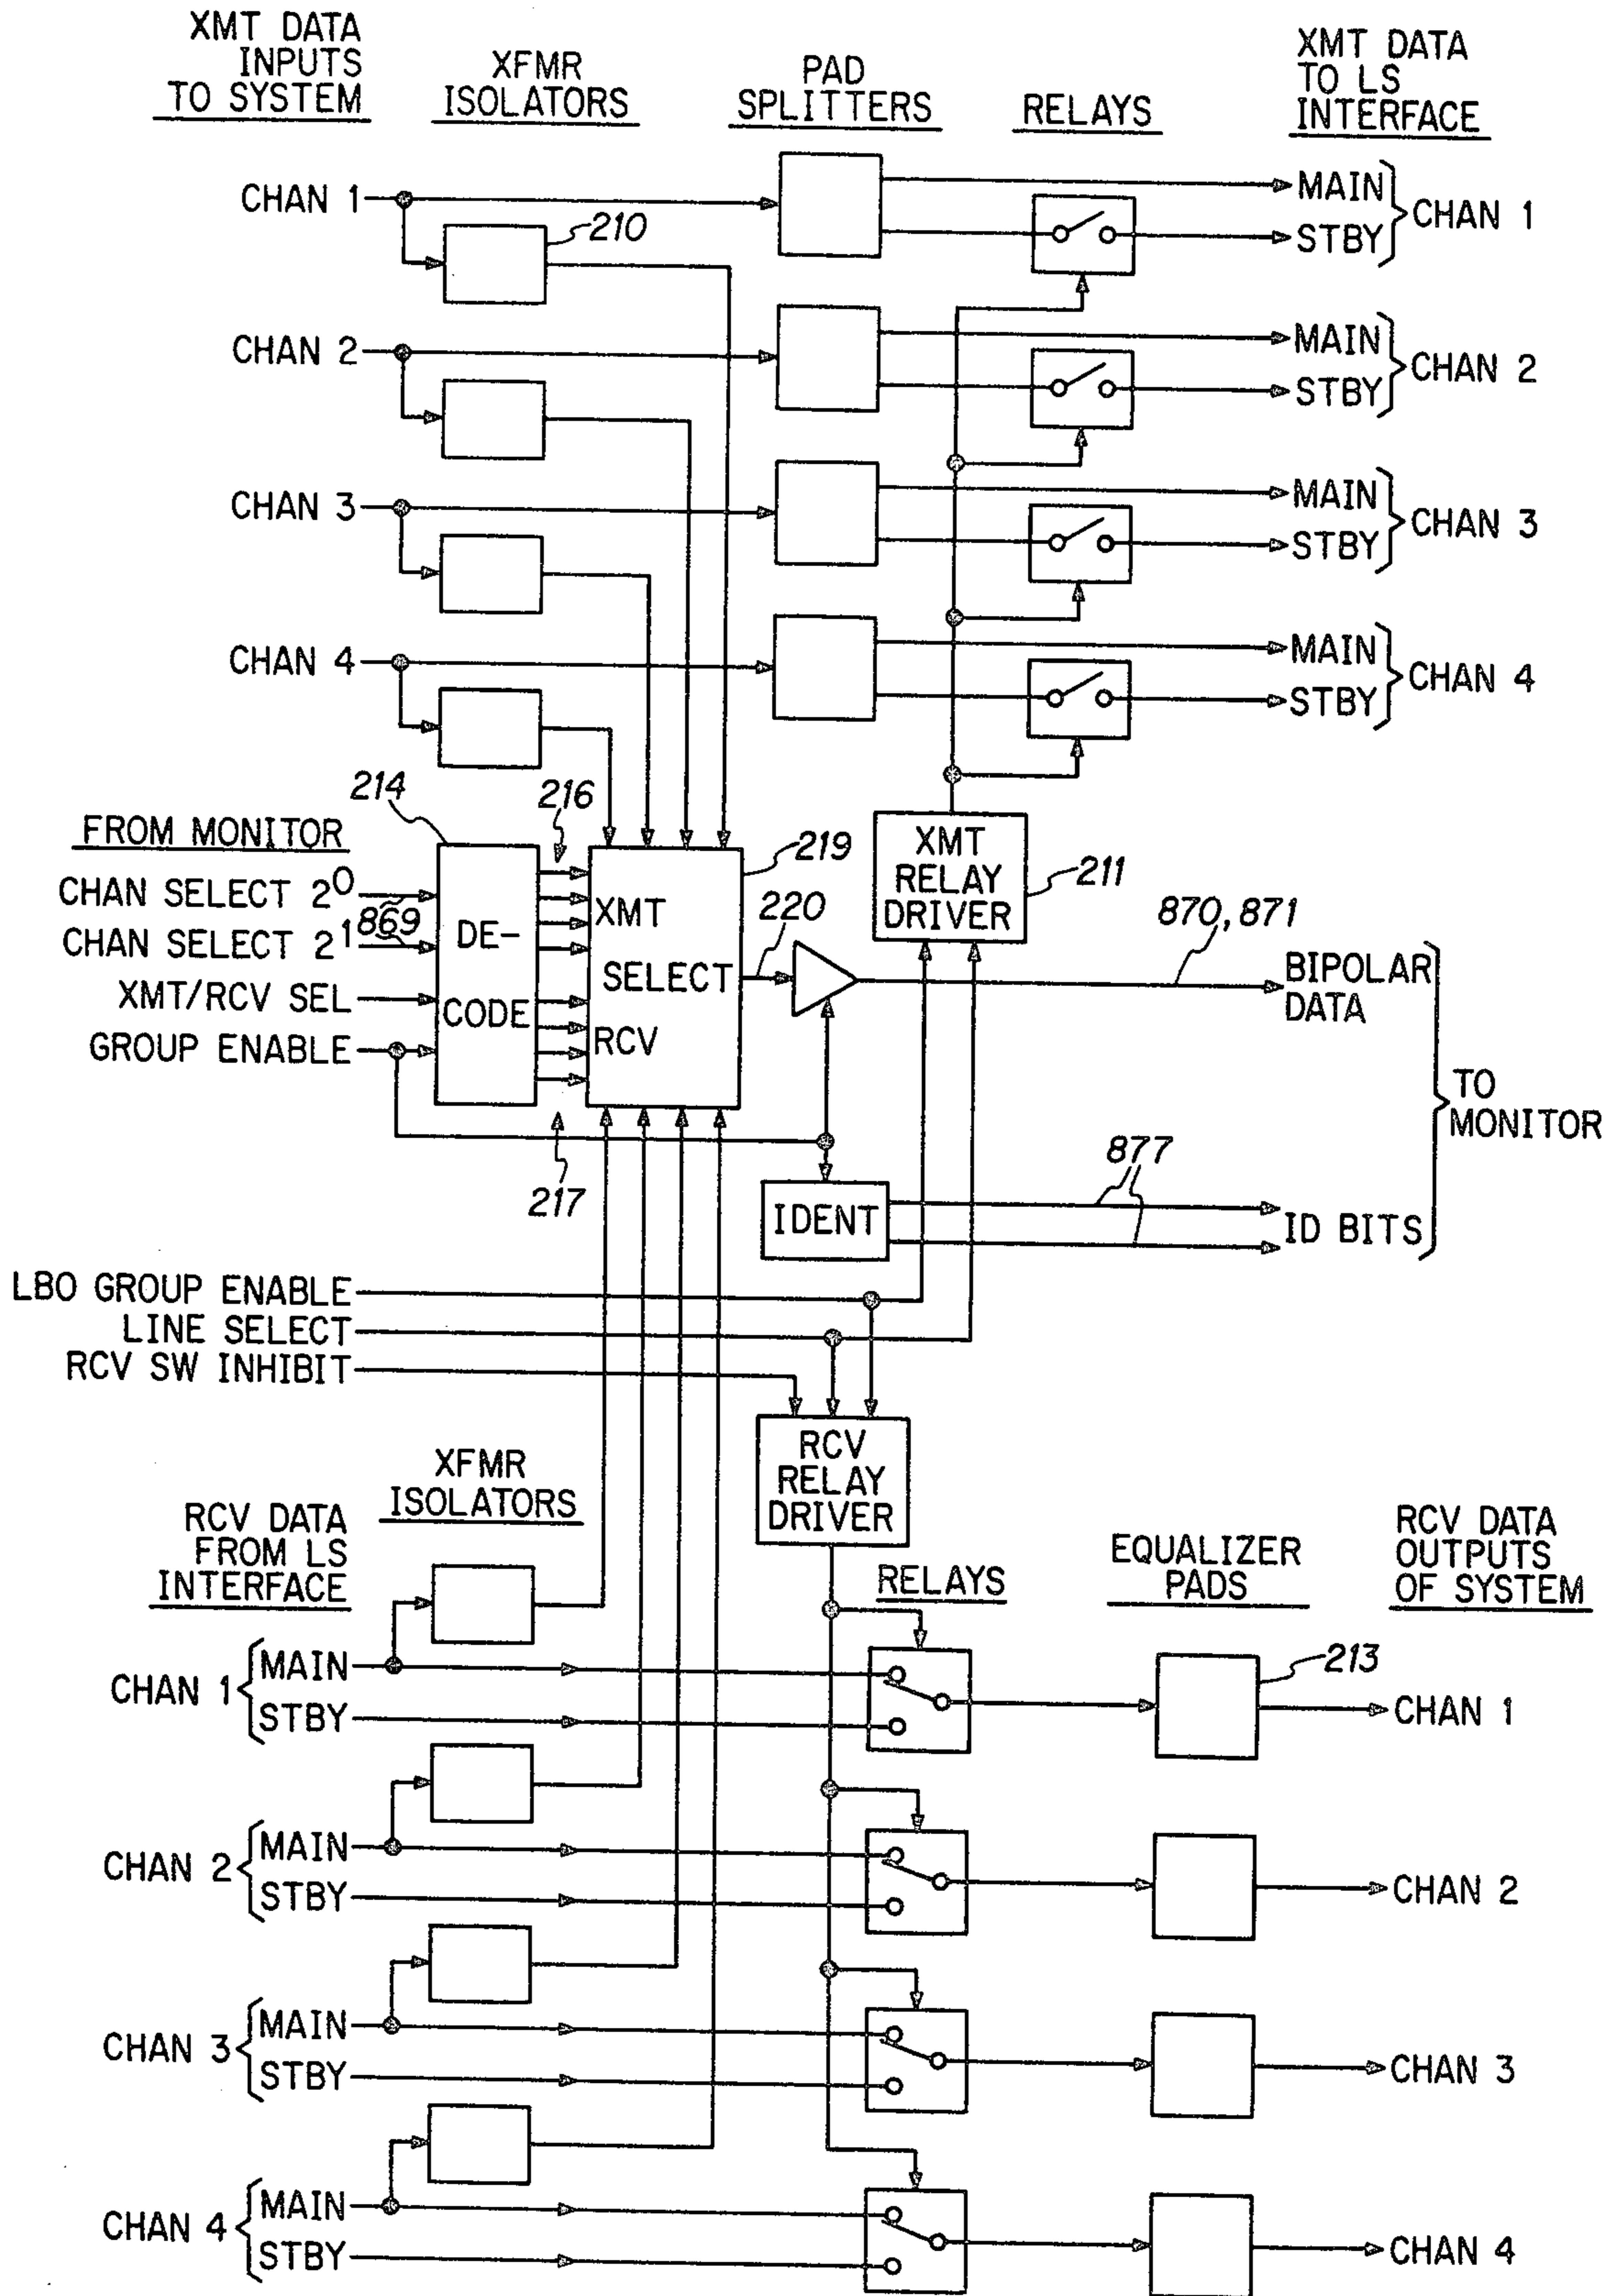 XMT DATA
INPUTS
TO SYSTEM
XFMR
ISOLATORS
PAD
SPLITTERS
RELAYS
XMT DATA
TO LS
INTERFACE
CHAN 1
210
MAIN
STBY
CHAN 1
CHAN 2
MAIN
STBY
CHAN 2
CHAN 3
MAIN
STBY
CHAN 3
CHAN 4
MAIN
STBY
CHAN 4
214
216
FROM MONITOR
CHAN SELECT 2⁰
869
CHAN SELECT 2¹
XMT/RCV SEL
GROUP ENABLE
DE-
CODE
XMT
SELECT
RCV
219
220
217
XMT
RELAY
DRIVER
211
870, 871
BIPOLAR
DATA
TO
MONITOR
877
IDENT
ID BITS
LBO GROUP ENABLE
LINE SELECT
RCV SW INHIBIT
RCV
RELAY
DRIVER
RCV DATA
FROM LS
INTERFACE
XFMR
ISOLATORS
RELAYS
EQUALIZER
PADS
RCV DATA
OUTPUTS
OF SYSTEM
CHAN 1
MAIN
STBY
213
CHAN 1
CHAN 2
MAIN
STBY
CHAN 2
CHAN 3
MAIN
STBY
CHAN 3
CHAN 4
MAIN
STBY
CHAN 4